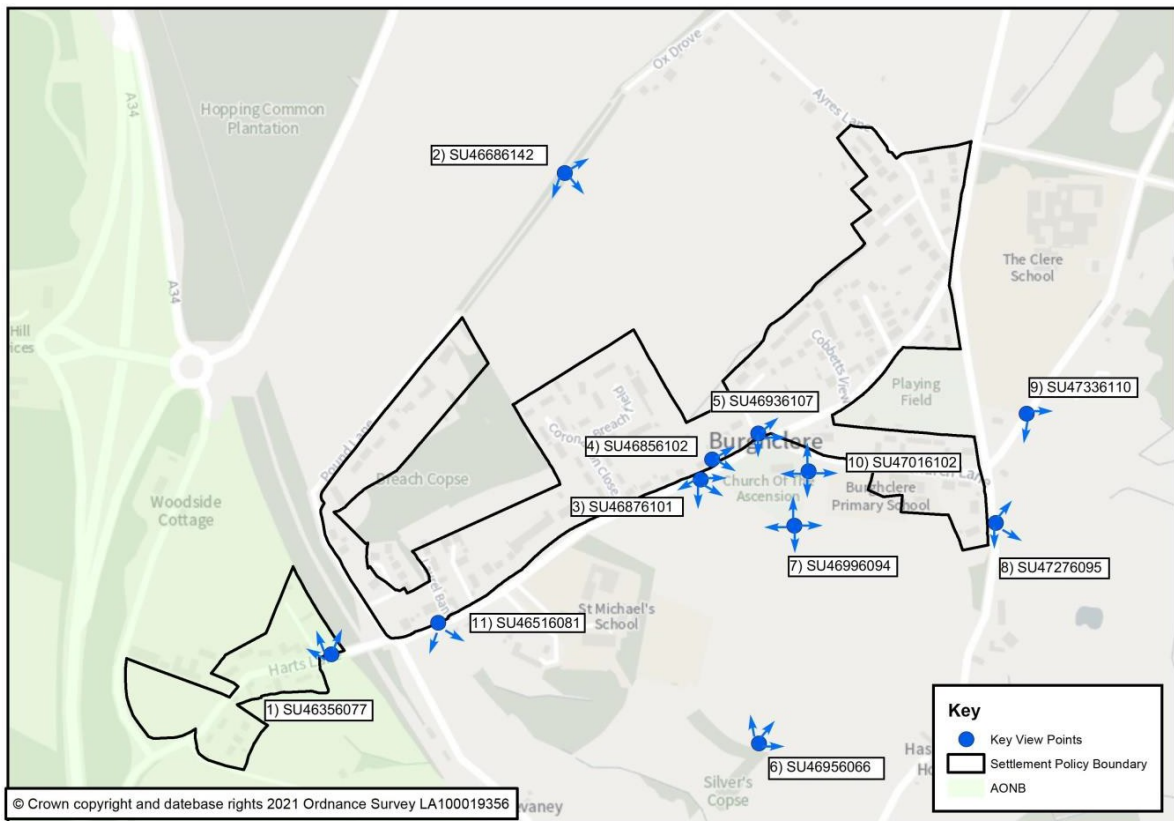 Ox Drove
A34
Hopping Common
Plantation
Ayres Lane
2) SU46686142
The Clere
School
A34
Hill
Cobbetts View
Playing
Field
9) SU47336110
5) SU46936107
Burghclere
4) SU46856102
Field
Breach
Close
Pound Lane
Breach Copse
10) SU47016102
Church Of The
Ascension
Lane
Burghclere
Primary School
3) SU46876101
Woodside
Cottage
7) SU46996094
8) SU47276095
11) SU46516081
St Michael's
School
Harts
1) SU46356077
6) SU46956066
Silver's
Copse
Key
Key View Points
Settlement Policy Boundary
AONB
© Crown copyright and datebase rights 2021 Ordnance Survey LA100019356